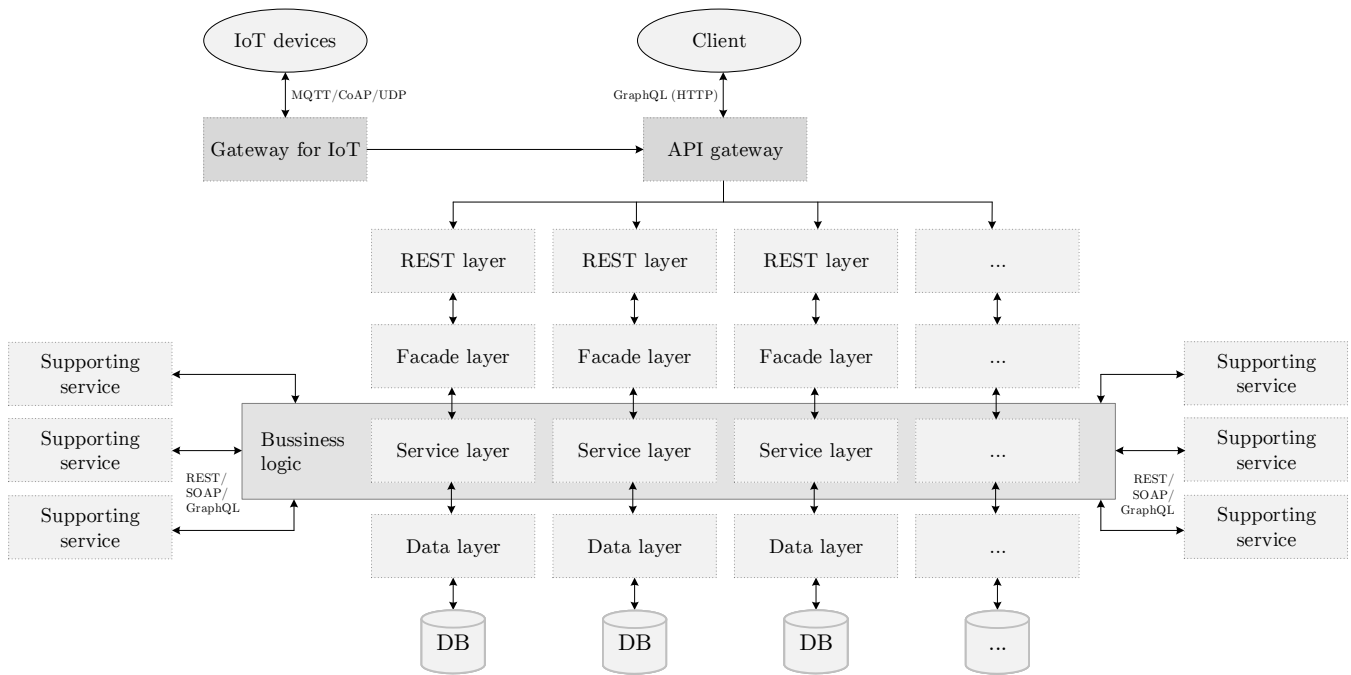 IoT devices
Client
MQTT/CoAP/UDP
GraphQL (HTTP)
Gateway for IoT
API gateway
REST layer
REST layer
REST layer
...
Facade layer
Facade layer
Facade layer
...
Supporting
service
Supporting
service
Supporting
service
REST/
SOAP/
GraphQL
Bussiness
logic
Service layer
Service layer
Service layer
...
Supporting
service
Supporting
service
Supporting
service
REST/
SOAP/
GraphQL
Data layer
Data layer
Data layer
...
DB
DB
DB
...